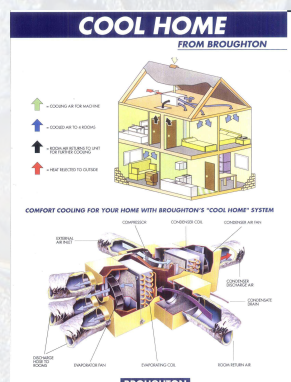 COOL HOME
FROM BROUGHTON
= COOLING AIR FOR MACHINE
= COOLED AIR TO 4 ROOMS
= ROOM AIR RETURNS TO UNIT
FOR FURTHER COOLING
= HEAT REJECTED TO OUTSIDE
COMFORT COOLING FOR YOUR HOME WITH BROUGHTON'S "COOL HOME" SYSTEM
COMPRESSOR
CONDENSER COIL
CONDENSER AIR FAN
EXTERNAL
AIR INLET
CONDENSER
DISCHARGE AIR
CONDENSATE
DRAIN
DISCHARGE
HOSE TO
ROOMS
EVAPORATOR FAN
EVAPORATING COIL
ROOM RETURN AIR
BROUGHTON